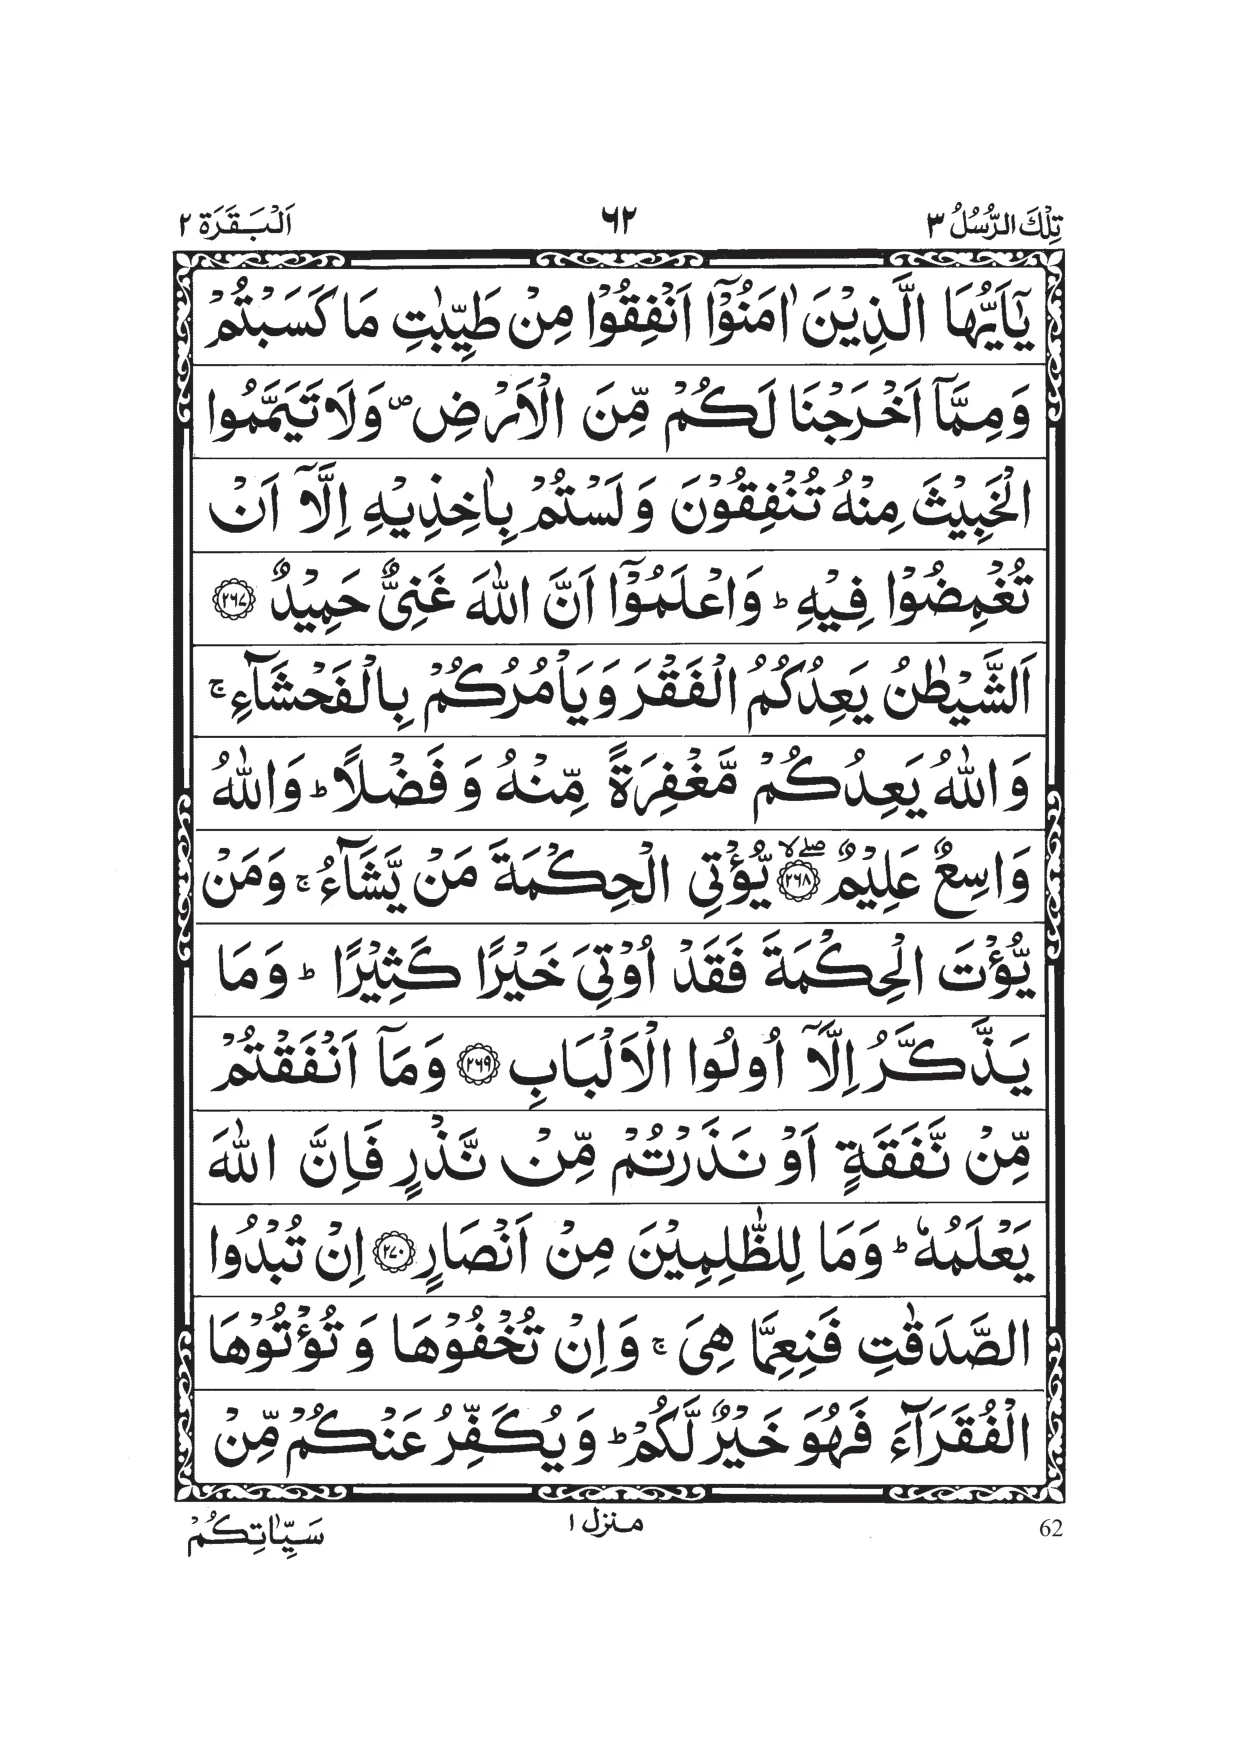 تِلْكَ الرُّسُلُ ٣
٦٢
اَلْبَقَرَة ٢
يٰۤاَيُّهَا الَّذِيْنَ اٰمَنُوْۤا اَنْفِقُوْا مِنْ طَيِّبٰتِ مَا كَسَبْتُمْ
وَمِمَّاۤ اَخْرَجْنَا لَكُمْ مِّنَ الْاَرْضِ ۪ وَلَا تَيَمَّمُوا
الْخَبِيْثَ مِنْهُ تُنْفِقُوْنَ وَلَسْتُمْ بِاٰخِذِيْهِ اِلَّاۤ اَنْ
تُغْمِضُوْا فِيْهِ ؕ وَاعْلَمُوْۤا اَنَّ اللّٰهَ غَنِىٌّ حَمِيْدٌ ﴿٢٦٧﴾
اَلشَّيْطٰنُ يَعِدُكُمُ الْفَقْرَ وَيَاْمُرُكُمْ بِالْفَحْشَآءِ ۚ
وَاللّٰهُ يَعِدُكُمْ مَّغْفِرَةً مِّنْهُ وَفَضْلًا ؕ وَاللّٰهُ
وَاسِعٌ عَلِيْمٌ ﴿٢٦٨﴾ ۖۙ يُّؤْتِى الْحِكْمَةَ مَنْ يَّشَآءُ ۚ وَمَنْ
يُّؤْتَ الْحِكْمَةَ فَقَدْ اُوْتِىَ خَيْرًا كَثِيْرًا ؕ وَمَا
يَذَّكَّرُ اِلَّاۤ اُولُوا الْاَلْبَابِ ﴿٢٦٩﴾ وَمَاۤ اَنْفَقْتُمْ
مِّنْ نَّفَقَةٍ اَوْ نَذَرْتُمْ مِّنْ نَّذْرٍ فَاِنَّ اللّٰهَ
يَعْلَمُهٗ ؕ وَمَا لِلظّٰلِمِيْنَ مِنْ اَنْصَارٍ ﴿٢٧٠﴾ اِنْ تُبْدُوا
الصَّدَقٰتِ فَنِعِمَّا هِىَ ۚ وَاِنْ تُخْفُوْهَا وَتُؤْتُوْهَا
الْفُقَرَآءَ فَهُوَ خَيْرٌ لَّكُمْ ؕ وَيُكَفِّرُ عَنْكُمْ مِّنْ
62
منزل ١
سَيِّاٰتِكُمْ